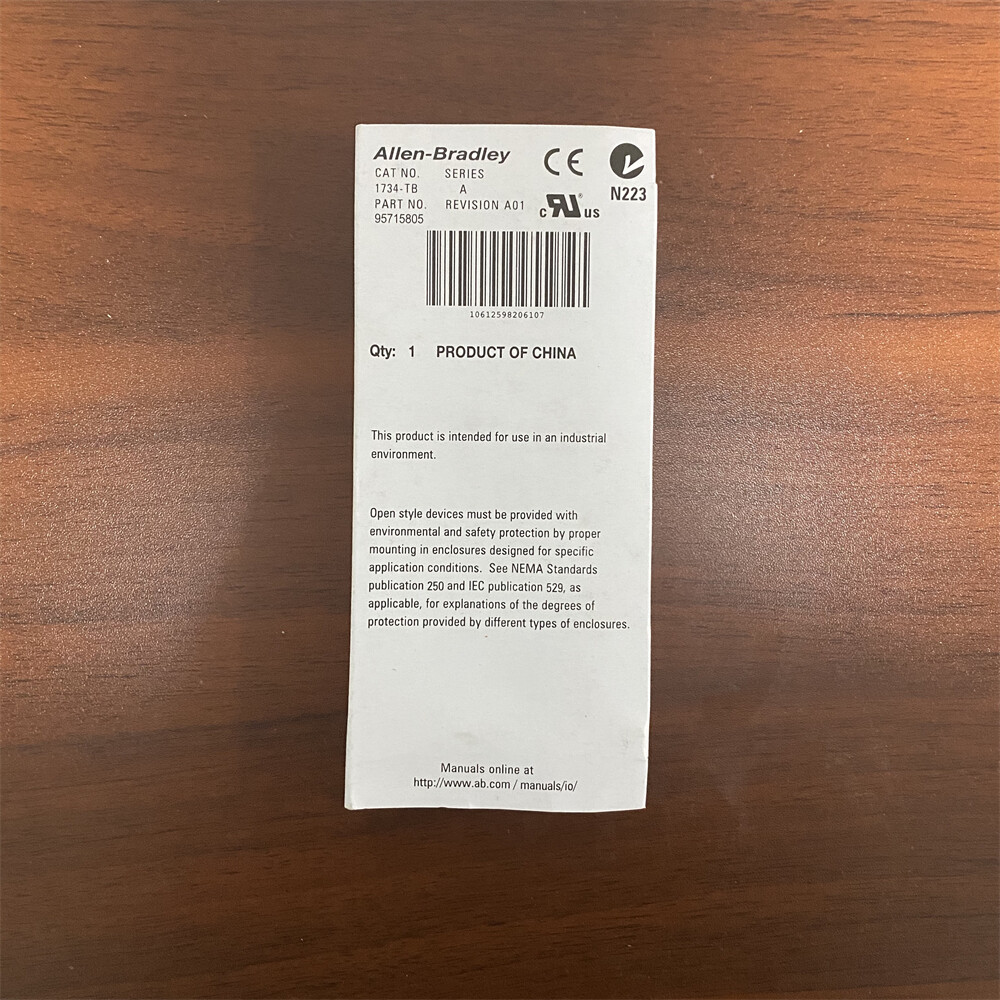 Allen-Bradley
CAT NO. SERIES
1734-TB A
PART NO. REVISION A01
95715805
CE
N223
c RU® us
10612598206107
Qty: 1 PRODUCT OF CHINA
This product is intended for use in an industrial
environment.
Open style devices must be provided with
environmental and safety protection by proper
mounting in enclosures designed for specific
application conditions. See NEMA Standards
publication 250 and IEC publication 529, as
applicable, for explanations of the degrees of
protection provided by different types of enclosures.
Manuals online at
http://www.ab.com / manuals/io/